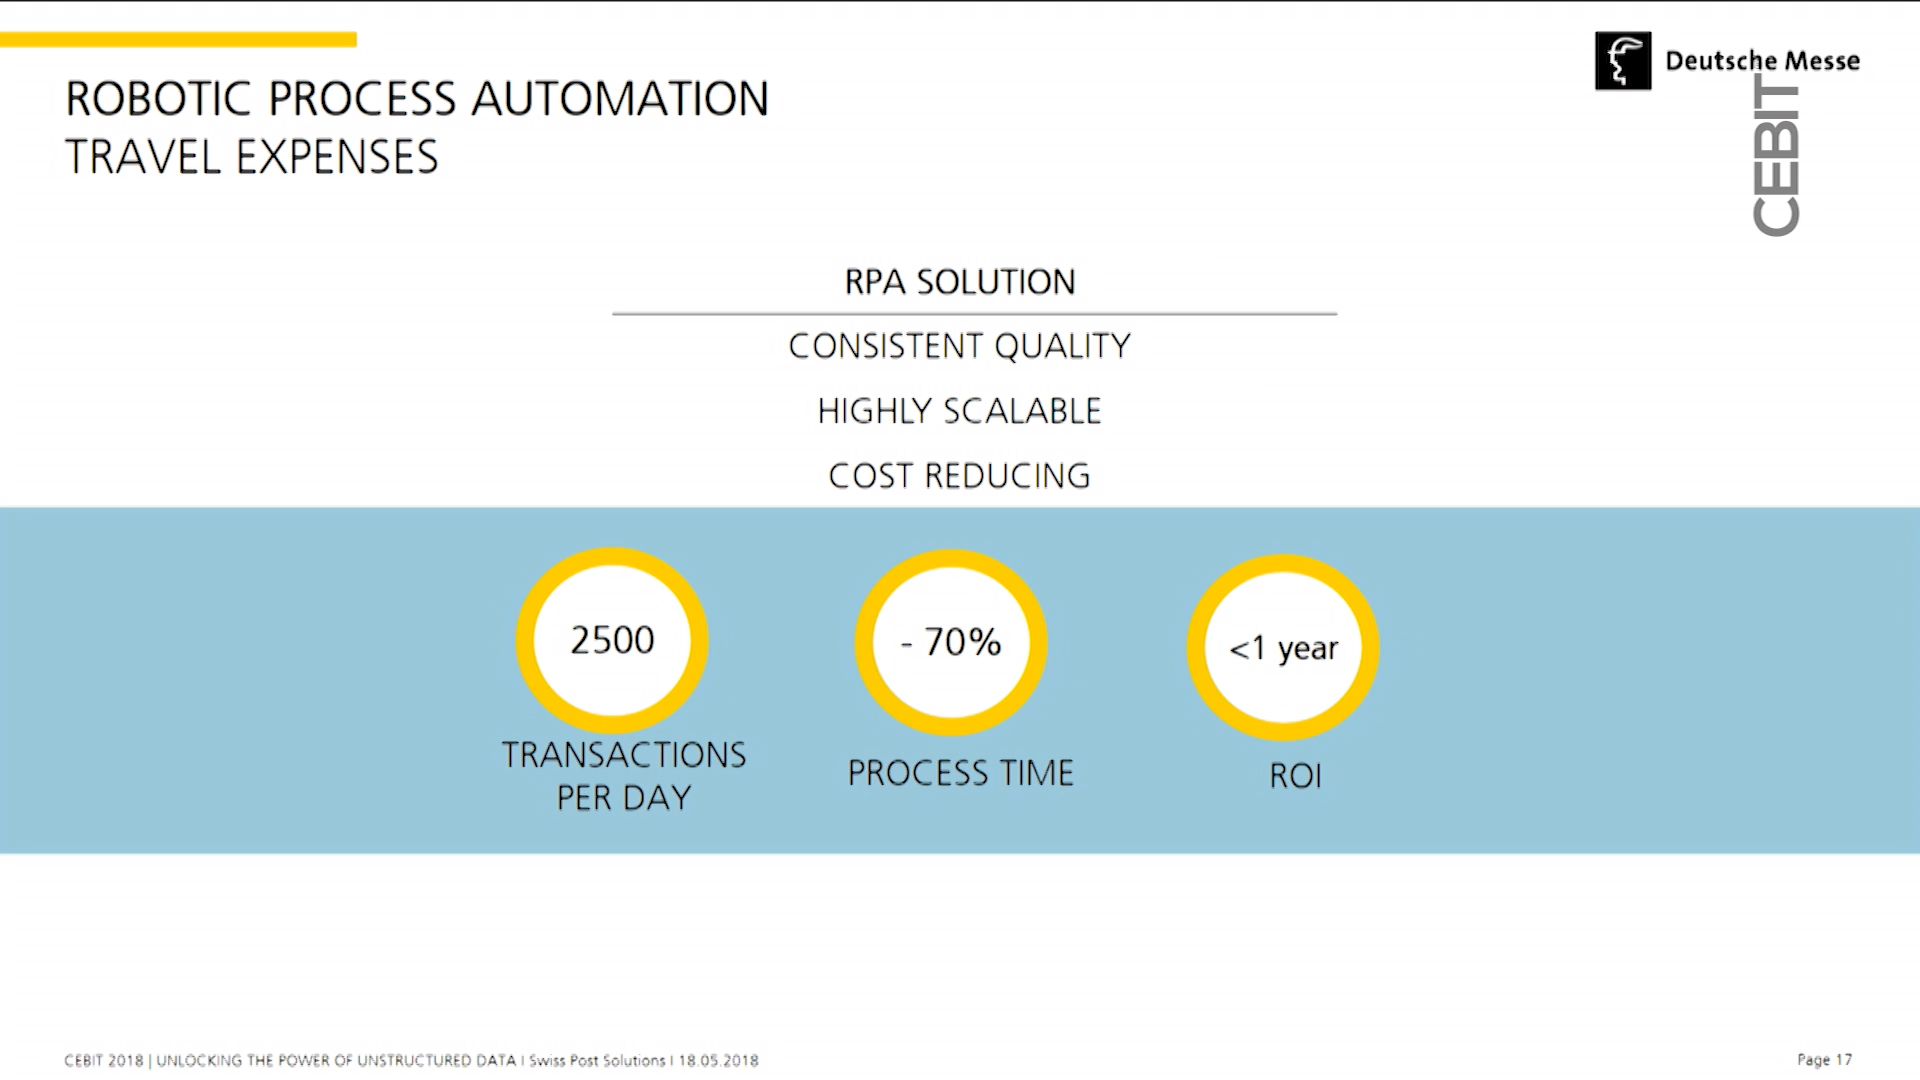 ROBOTIC PROCESS AUTOMATION
TRAVEL EXPENSES
Deutsche Messe
CEBIT
RPA SOLUTION
CONSISTENT QUALITY
HIGHLY SCALABLE
COST REDUCING
2500
TRANSACTIONS
PER DAY
- 70%
PROCESS TIME
<1 year
ROI
CEBIT 2018 | UNLOCKING THE POWER OF UNSTRUCTURED DATA I Swiss Post Solutions I 18.05.2018
Page 17